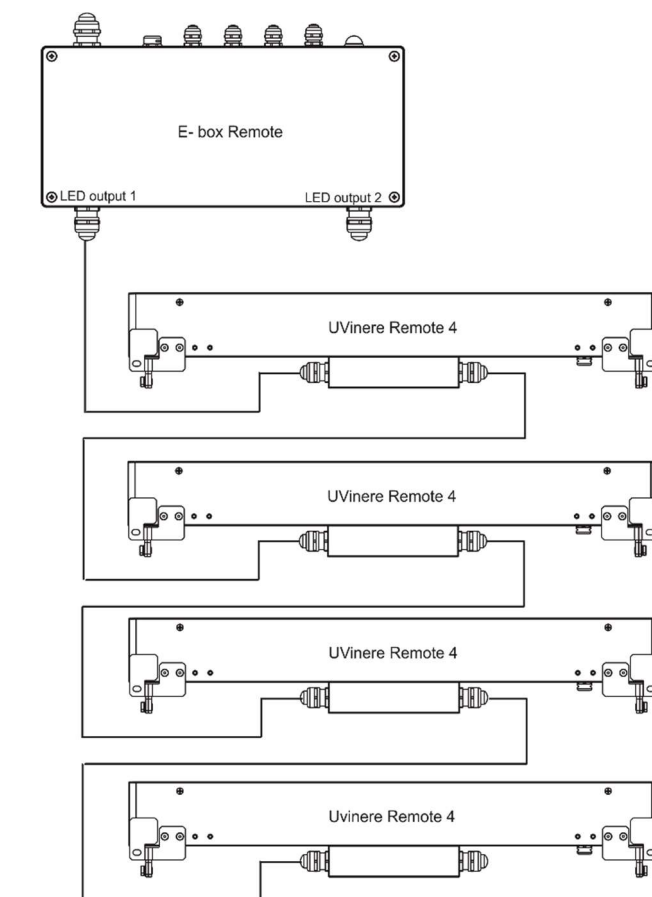 E- box Remote
LED output 1
LED output 2
UVinere Remote 4
UVinere Remote 4
UVinere Remote 4
Uvinere Remote 4